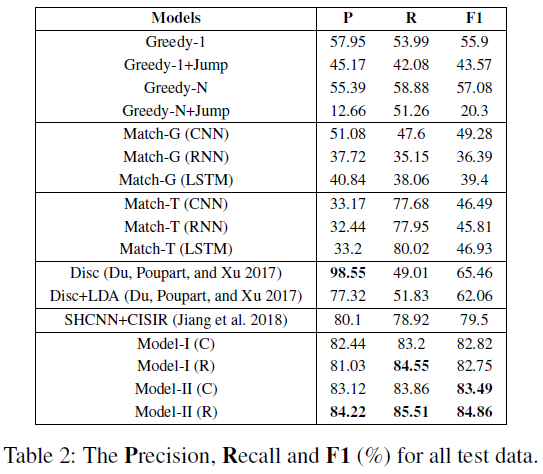 Models P R F1
Greedy-1 57.95 53.99 55.9
Greedy-1+Jump 45.17 42.08 43.57
Greedy-N 55.39 58.88 57.08
Greedy-N+Jump 12.66 51.26 20.3
Match-G (CNN) 51.08 47.6 49.28
Match-G (RNN) 37.72 35.15 36.39
Match-G (LSTM) 40.84 38.06 39.4
Match-T (CNN) 33.17 77.68 46.49
Match-T (RNN) 32.44 77.95 45.81
Match-T (LSTM) 33.2 80.02 46.93
Disc (Du, Poupart, and Xu 2017) 98.55 49.01 65.46
Disc+LDA (Du, Poupart, and Xu 2017) 77.32 51.83 62.06
SHCNN+CISIR (Jiang et al. 2018) 80.1 78.92 79.5
Model-I (C) 82.44 83.2 82.82
Model-I (R) 81.03 84.55 82.75
Model-II (C) 83.12 83.86 83.49
Model-II (R) 84.22 85.51 84.86
Table 2: The Precision, Recall and F1 (%) for all test data.